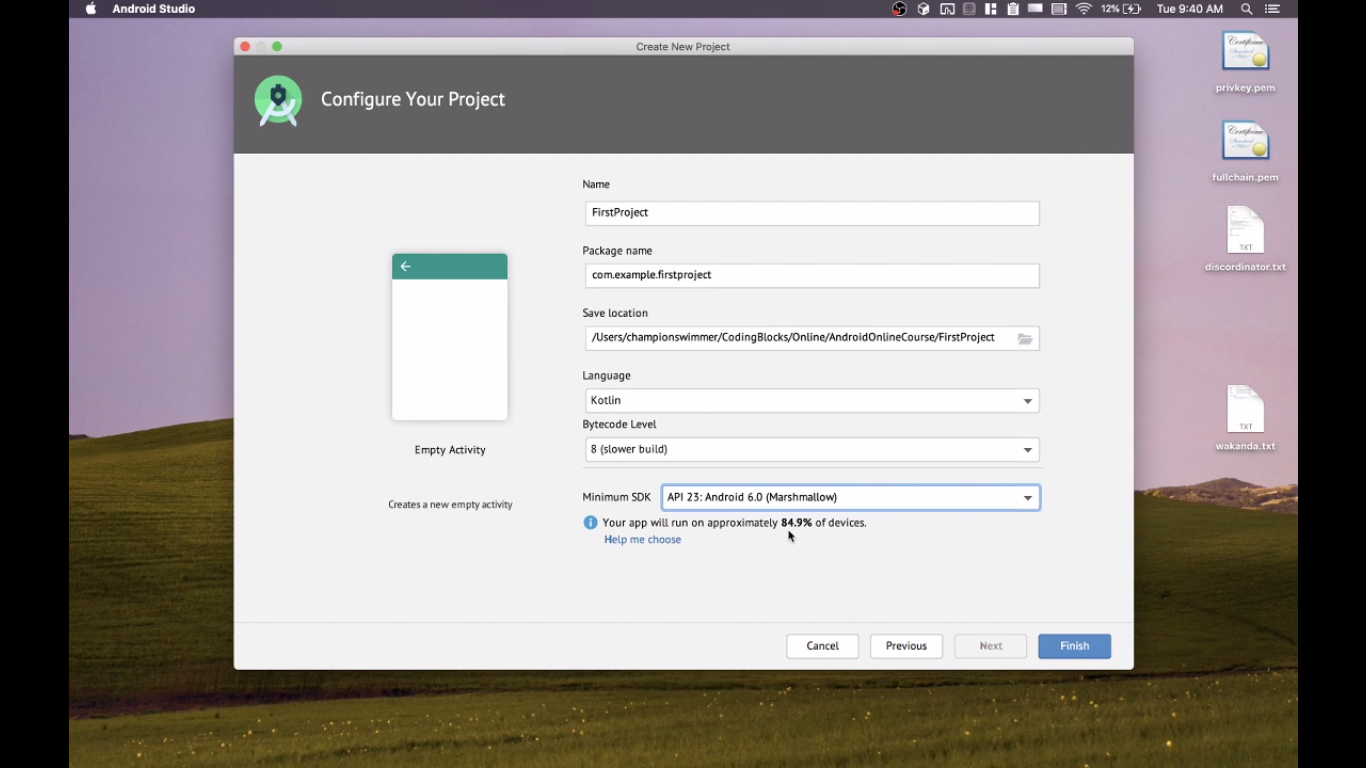 Android Studio
12%
Tue 9:40 AM
Create New Project
Configure Your Project
Name
FirstProject
Package name
com.example.firstproject
Save location
/Users/championswimmer/CodingBlocks/Online/AndroidOnlineCourse/FirstProject
Language
Kotlin
Bytecode Level
8 (slower build)
Minimum SDK
API 23: Android 6.0 (Marshmallow)
Your app will run on approximately 84.9% of devices.
Help me choose
Empty Activity
Creates a new empty activity
Cancel
Previous
Next
Finish
privkey.pem
fullchain.pem
TXT
discordinator.txt
TXT
wakanda.txt